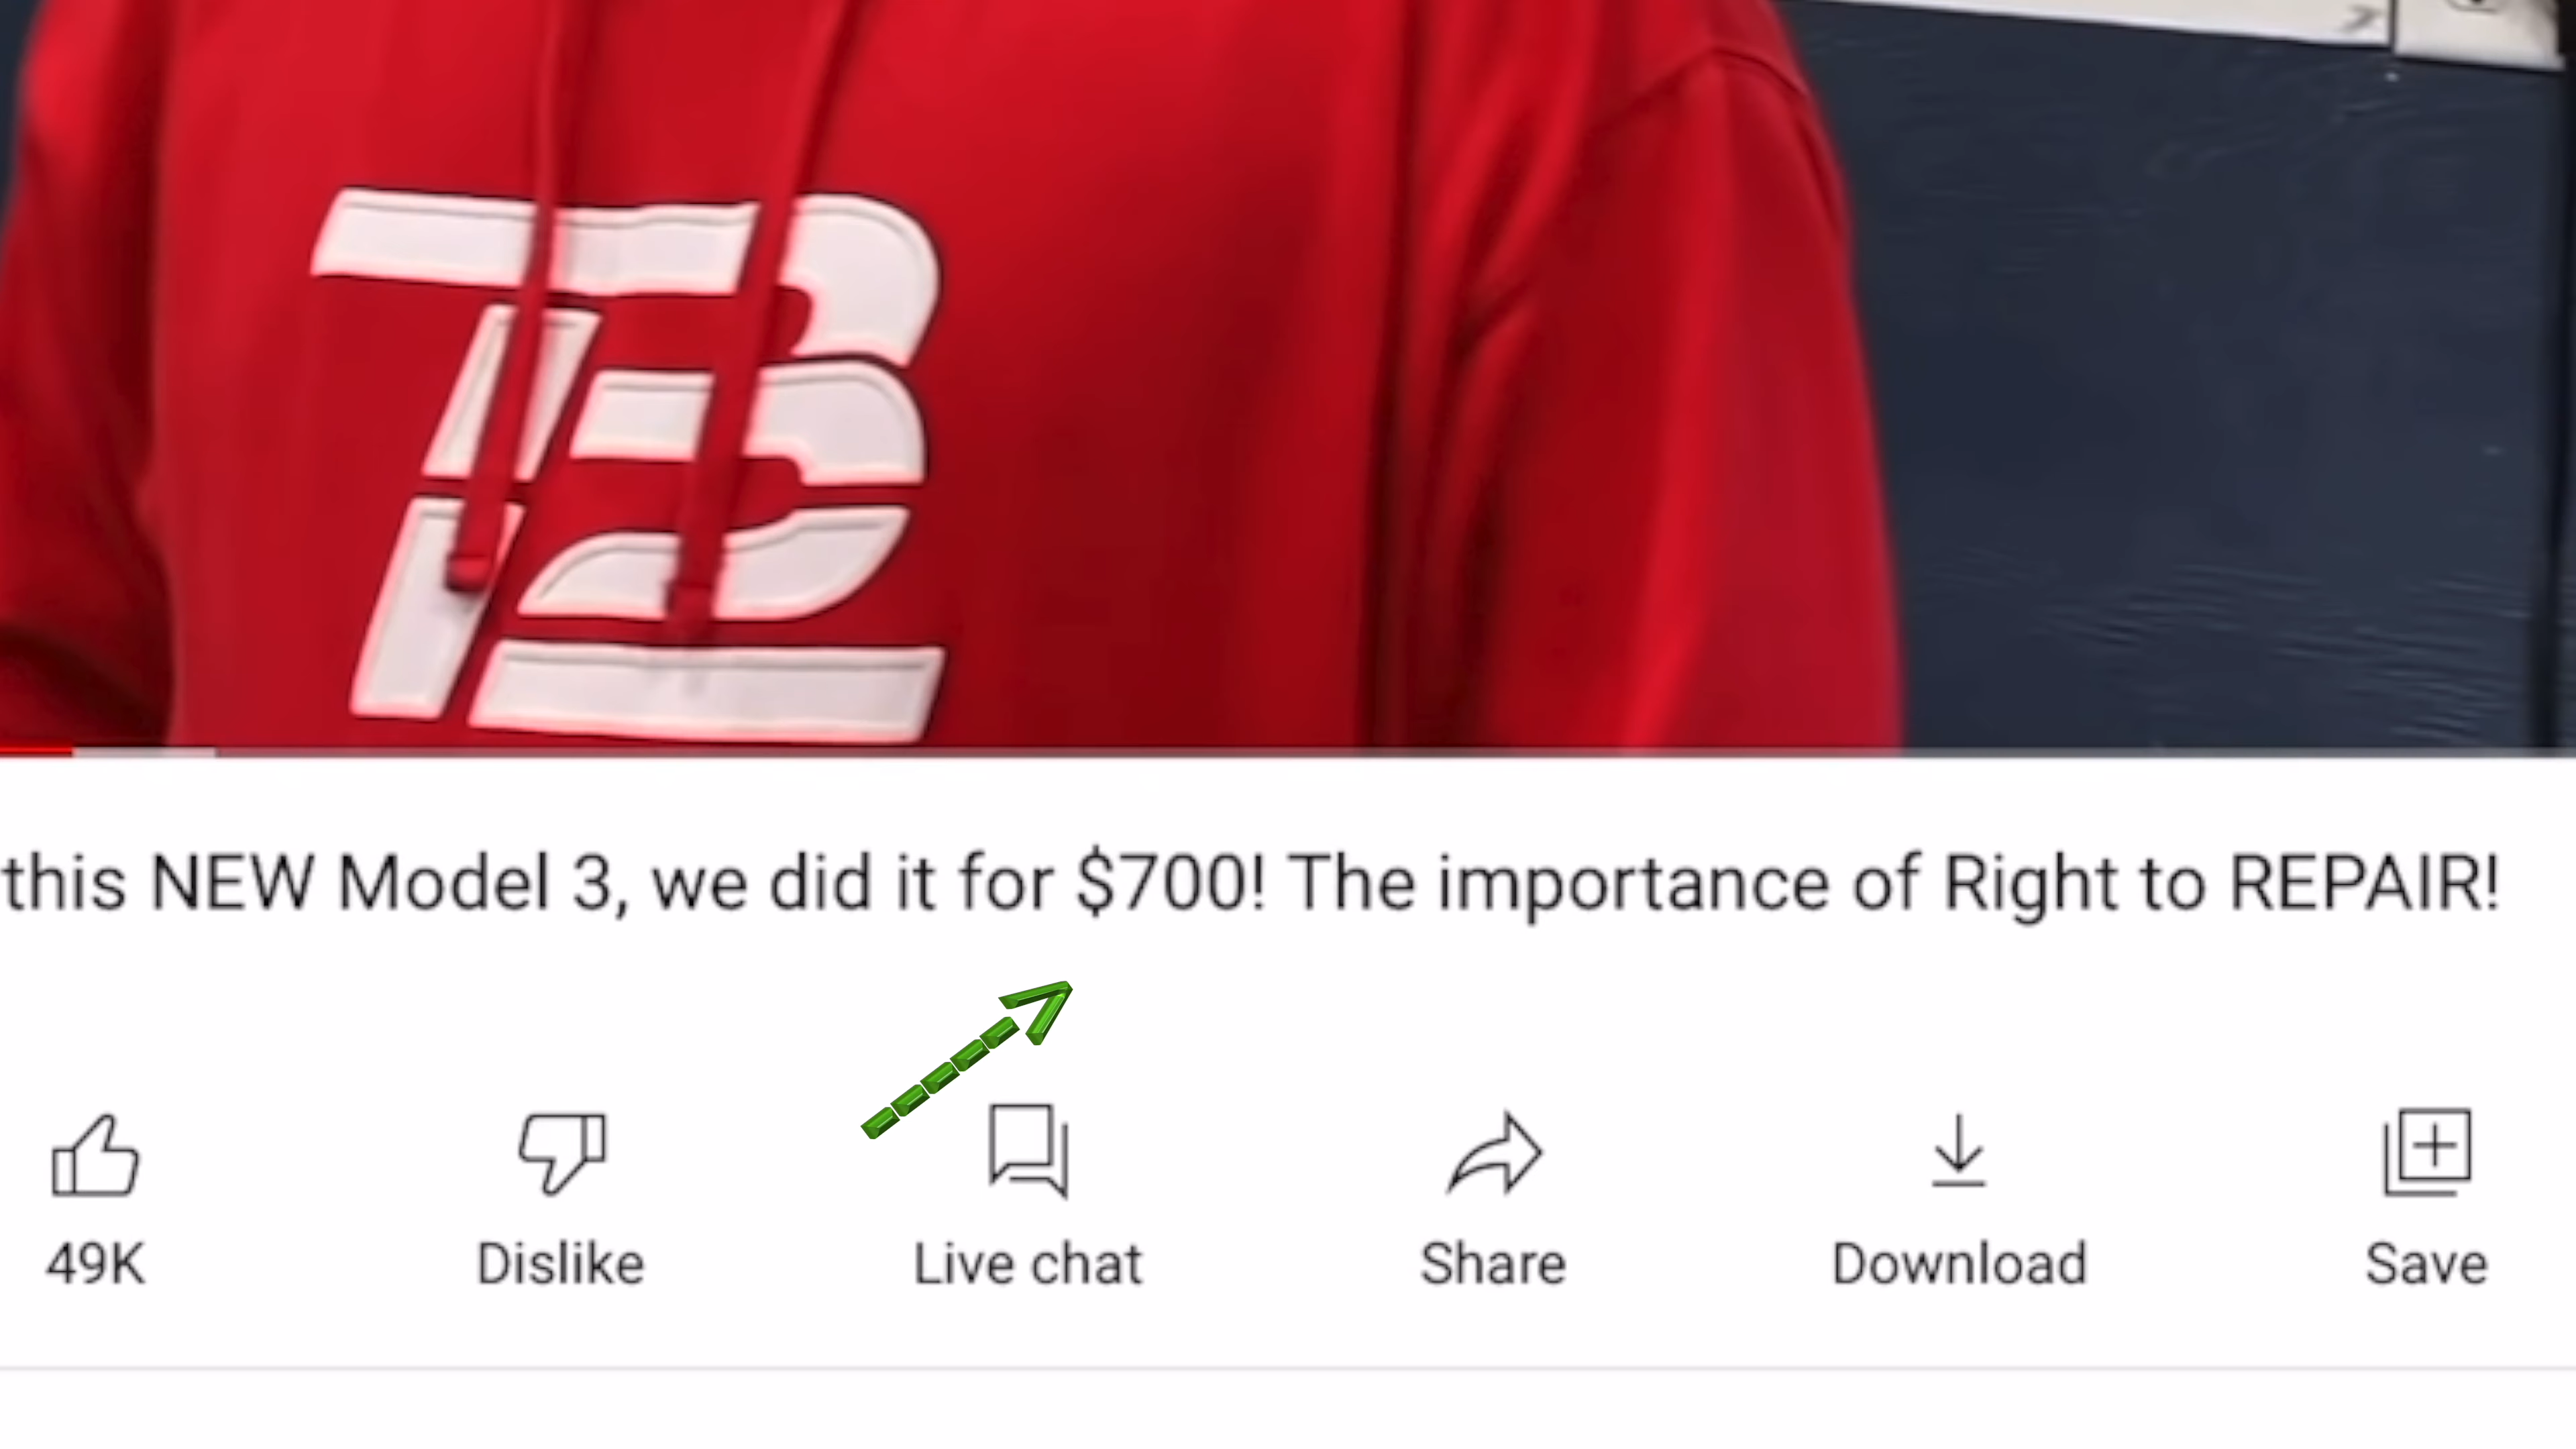 this NEW Model 3, we did it for $700! The importance of Right to REPAIR!
49K
Dislike
Live chat
Share
Download
Save